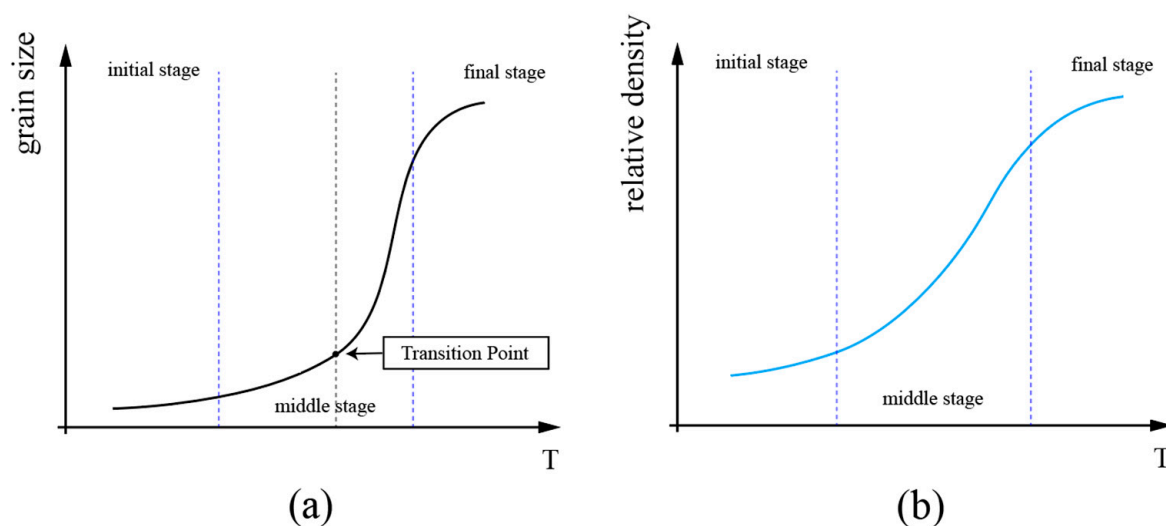 grain size
initial stage
final stage
Transition Point
middle stage
T
(a)
relative density
initial stage
final stage
middle stage
T
(b)